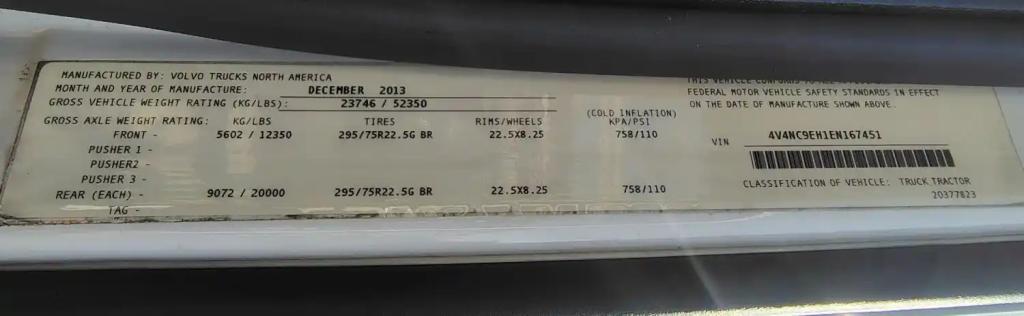 MANUFACTURED BY: VOLVO TRUCKS NORTH AMERICA
MONTH AND YEAR OF MANUFACTURE: DECEMBER 2013
GROSS VEHICLE WEIGHT RATING (KG/LBS): 23746 / 52350
GROSS AXLE WEIGHT RATING: KG/LBS TIRES RIMS/WHEELS (COLD INFLATION) KPA/PSI
FRONT - 5602 / 12350 295/75R22.5G BR 22.5X8.25 758/110
PUSHER 1 -
PUSHER2 -
PUSHER 3 -
REAR (EACH) - 9072 / 20000 295/75R22.5G BR 22.5X8.25 758/110
TAG -
THIS VEHICLE CONFORMS TO
FEDERAL MOTOR VEHICLE SAFETY STANDARDS IN EFFECT
ON THE DATE OF MANUFACTURE SHOWN ABOVE.
VIN 4V4NC9EH1EN167451
CLASSIFICATION OF VEHICLE: TRUCK TRACTOR
20377823